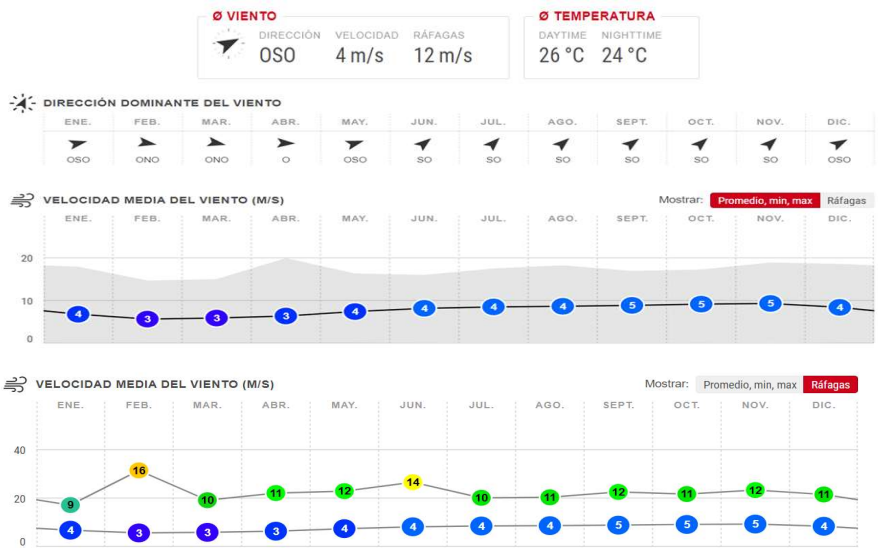 Ø VIENTO
DIRECCIÓN VELOCIDAD RÁFAGAS
OSO 4 m/s 12 m/s
Ø TEMPERATURA
DAYTIME NIGHTTIME
26 °C 24 °C
DIRECCIÓN DOMINANTE DEL VIENTO
ENE. FEB. MAR. ABR. MAY. JUN. JUL. AGO. SEPT. OCT. NOV. DIC.
OSO ONO ONO O OSO SO SO SO SO SO SO OSO
VELOCIDAD MEDIA DEL VIENTO (M/S)
Mostrar: Promedio, min, max Ráfagas
ENE. FEB. MAR. ABR. MAY. JUN. JUL. AGO. SEPT. OCT. NOV. DIC.
20
10
4 3 3 3 4 4 4 4 5 5 5 4
0
VELOCIDAD MEDIA DEL VIENTO (M/S)
Mostrar: Promedio, min, max Ráfagas
ENE. FEB. MAR. ABR. MAY. JUN. JUL. AGO. SEPT. OCT. NOV. DIC.
40
20
9 16 10 11 12 14 10 11 12 11 12 11
4 3 3 3 4 4 4 4 5 5 5 4
0